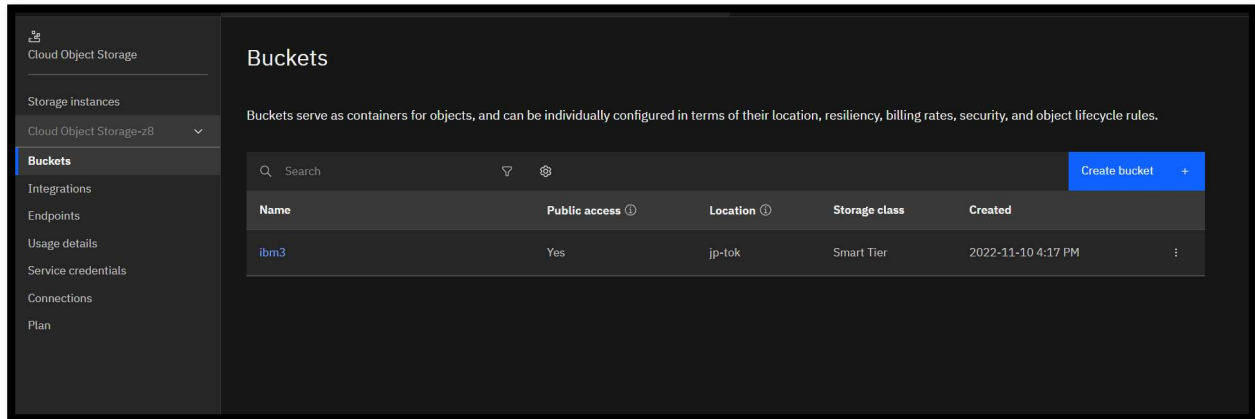 Cloud Object Storage
Storage instances
Cloud Object Storage-z8
Buckets
Integrations
Endpoints
Usage details
Service credentials
Connections
Plan
Buckets
Buckets serve as containers for objects, and can be individually configured in terms of their location, resiliency, billing rates, security, and object lifecycle rules.
Search
Create bucket +
Name Public access Location Storage class Created
ibm3 Yes jp-tok Smart Tier 2022-11-10 4:17 PM